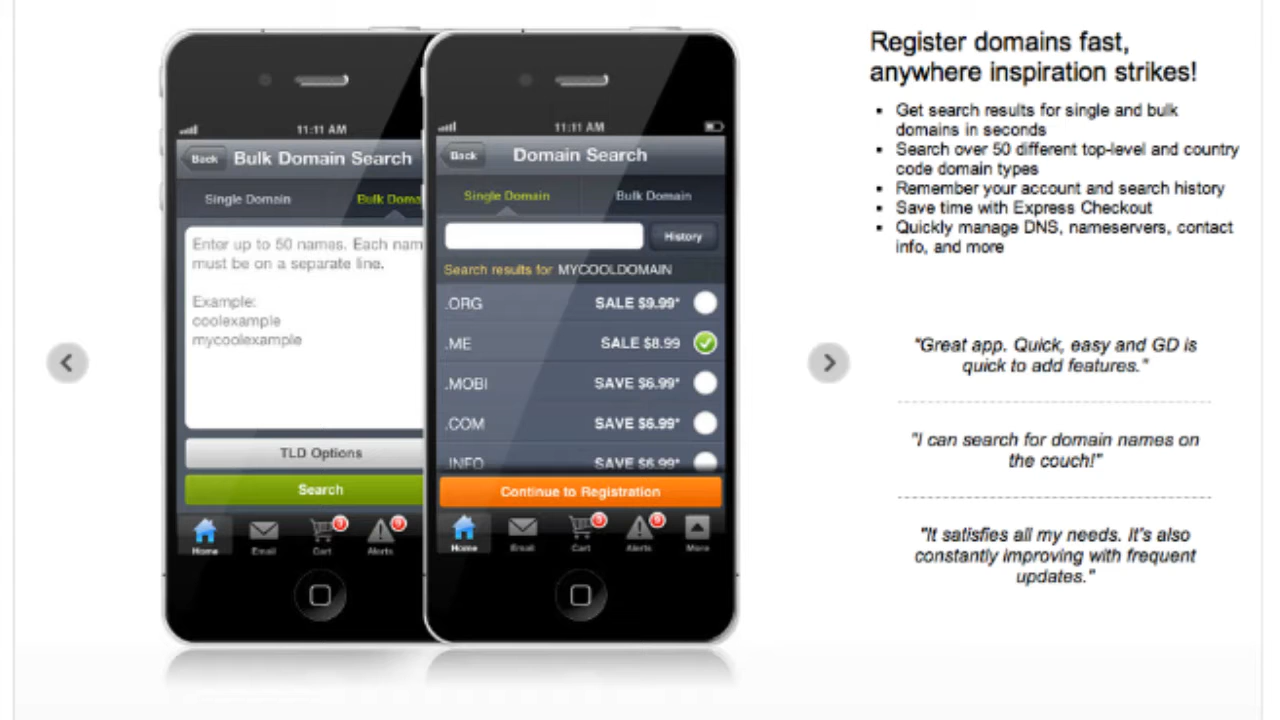 11:11 AM
Back
Bulk Domain Search
Single Domain
Bulk Doma
Enter up to 50 names. Each nam
must be on a separate line.
Example:
coolexample
mycoolexample
TLD Options
Search
Home
Email
Cart
Alerts
11:11 AM
Back
Domain Search
Single Domain
Bulk Domain
History
Search results for MYCOOLDOMAIN
.ORG SALE $9.99*
.ME SALE $8.99
.MOBI SAVE $6.99*
.COM SAVE $6.99*
.INFO SAVE $6.99*
Continue to Registration
Home
Email
Cart
Alerts
More
Register domains fast,
anywhere inspiration strikes!
▪ Get search results for single and bulk
domains in seconds
▪ Search over 50 different top-level and country
code domain types
▪ Remember your account and search history
▪ Save time with Express Checkout
▪ Quickly manage DNS, nameservers, contact
info, and more
"Great app. Quick, easy and GD is
quick to add features."
"I can search for domain names on
the couch!"
"It satisfies all my needs. It's also
constantly improving with frequent
updates."